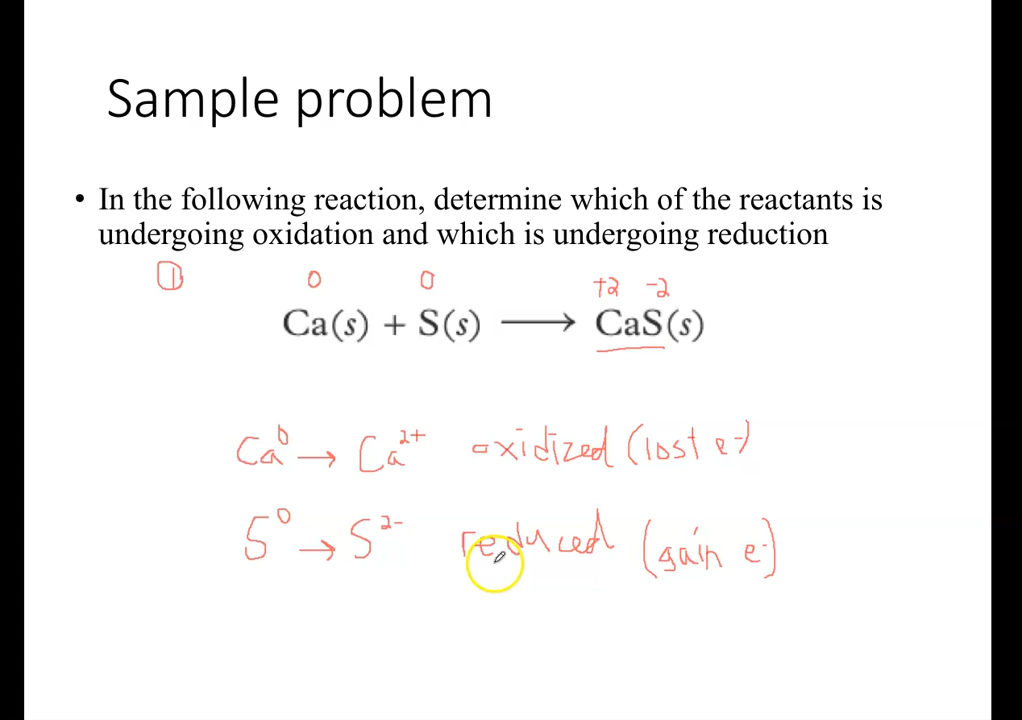 Sample problem
• In the following reaction, determine which of the reactants is
undergoing oxidation and which is undergoing reduction
① 0 0 +2 -2
Ca(s) + S(s) ⟶ CaS(s)
Ca⁰ → Ca²⁺ oxidized (lost e⁻)
S⁰ → S²⁻ reduced (gain e⁻)